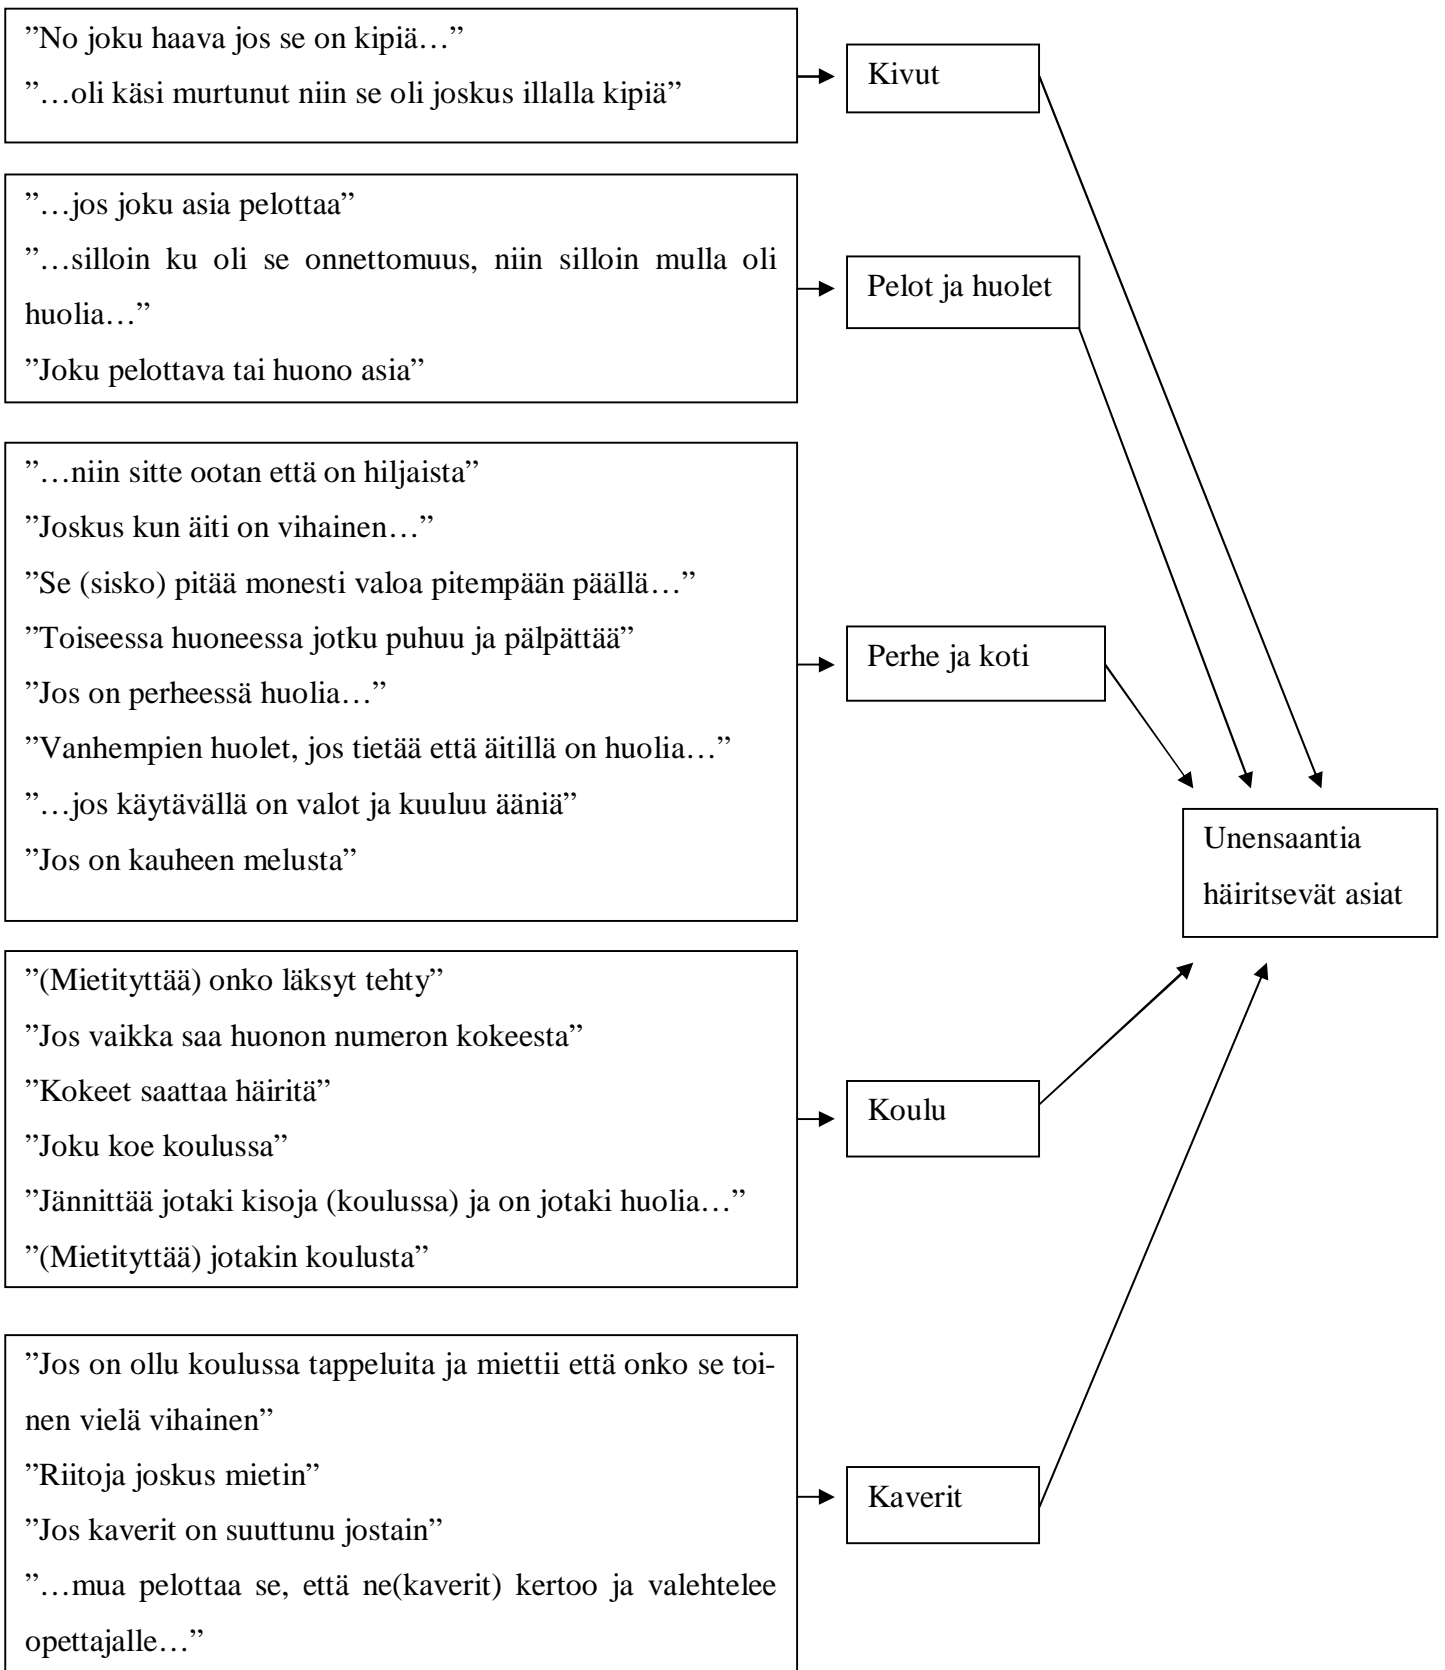 ”No joku haava jos se on kipiä…”
”…oli käsi murtunut niin se oli joskus illalla kipiä”
Kivut
”…jos joku asia pelottaa”
”…silloin ku oli se onnettomuus, niin silloin mulla oli
huolia…”
”Joku pelottava tai huono asia”
Pelot ja huolet
”…niin sitte ootan että on hiljaista”
”Joskus kun äiti on vihainen…”
”Se (sisko) pitää monesti valoa pitempään päällä…”
”Toiseessa huoneessa jotku puhuu ja pälpättää”
”Jos on perheessä huolia…”
”Vanhempien huolet, jos tietää että äitillä on huolia…”
”…jos käytävällä on valot ja kuuluu ääniä”
”Jos on kauheen melusta”
Perhe ja koti
Unensaantia
häiritsevät asiat
”(Mietityttää) onko läksyt tehty”
”Jos vaikka saa huonon numeron kokeesta”
”Kokeet saattaa häiritä”
”Joku koe koulussa”
”Jännittää jotaki kisoja (koulussa) ja on jotaki huolia…”
”(Mietityttää) jotakin koulusta”
Koulu
”Jos on ollu koulussa tappeluita ja miettii että onko se toi-
nen vielä vihainen”
”Riitoja joskus mietin”
”Jos kaverit on suuttunu jostain”
”…mua pelottaa se, että ne(kaverit) kertoo ja valehtelee
opettajalle…”
Kaverit